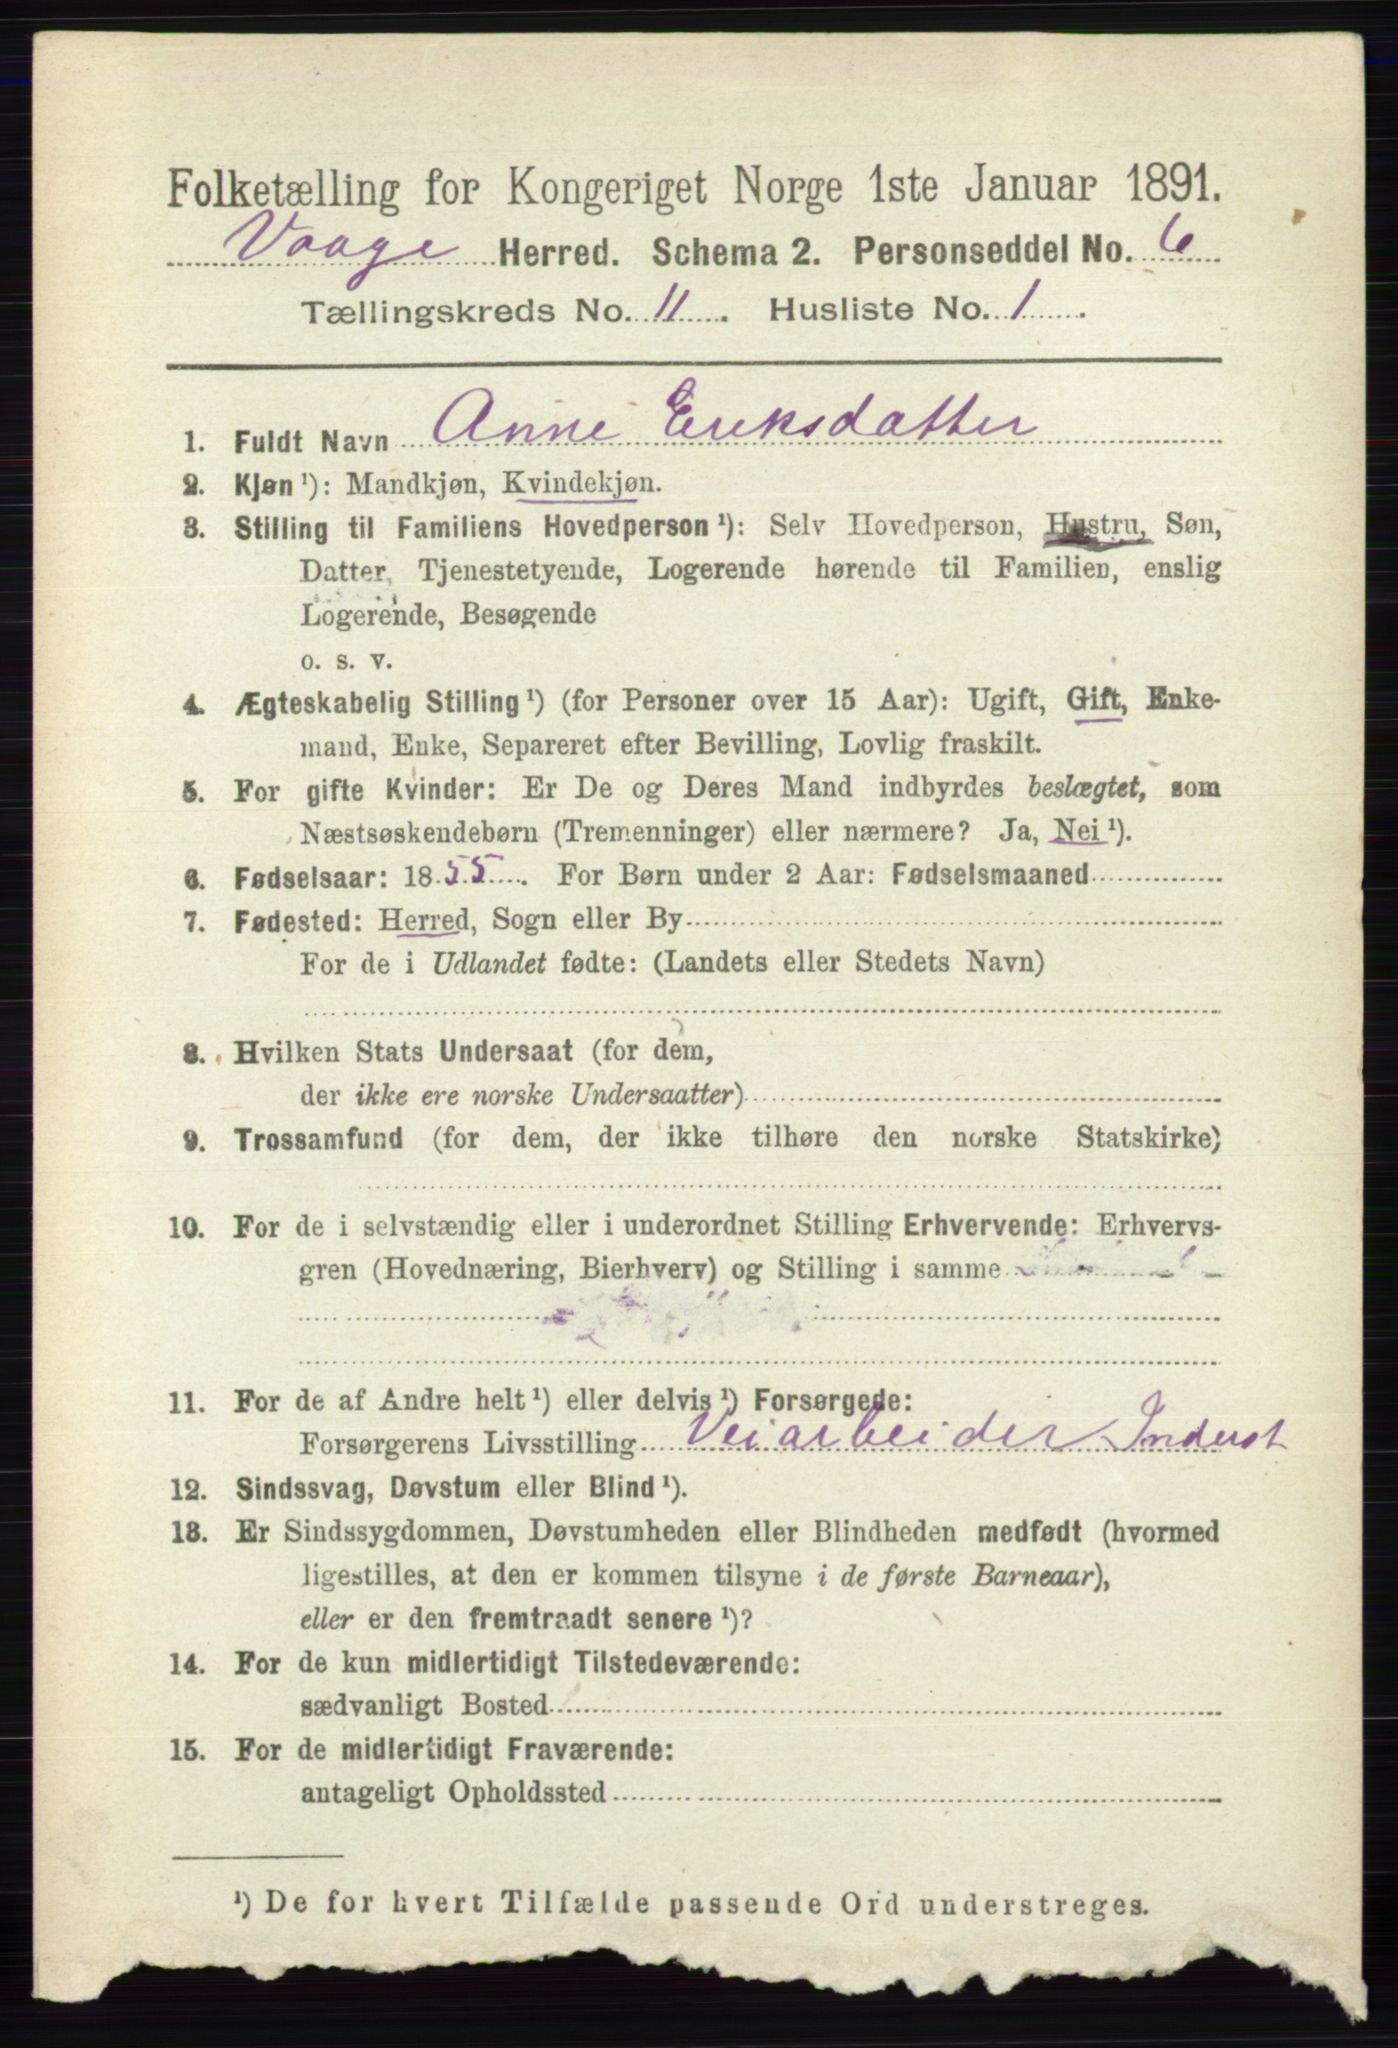 Folketælling for Kongeriget Norge 1ste Januar 1891.
Vaage Herred. Schema 2. Personseddel No. 6
Tællingskreds No. 11. Husliste No. 1.
1. Fuldt Navn Anne Eriksdatter
2. Kjøn ¹): Mandkjøn, Kvindekjøn.
3. Stilling til Familiens Hovedperson ¹): Selv Hovedperson, Hustru, Søn,
Datter, Tjenestetyende, Logerende hørende til Familien, enslig
Logerende, Besøgende
o. s. v.
4. Ægteskabelig Stilling ¹) (for Personer over 15 Aar): Ugift, Gift, Enke-
mand, Enke, Separeret efter Bevilling, Lovlig fraskilt.
5. For gifte Kvinder: Er De og Deres Mand indbyrdes beslægtet, som
Næstsøskendebørn (Tremenninger) eller nærmere? Ja, Nei ¹).
6. Fødselsaar: 1855. For Børn under 2 Aar: Fødselsmaaned
7. Fødested: Herred, Sogn eller By
For de i Udlandet fødte: (Landets eller Stedets Navn)
8. Hvilken Stats Undersaat (for dem,
der ikke ere norske Undersaatter)
9. Trossamfund (for dem, der ikke tilhøre den norske Statskirke)
10. For de i selvstændig eller i underordnet Stilling Erhvervende: Erhvervs-
gren (Hovednæring, Bierhverv) og Stilling i samme
11. For de af Andre helt ¹) eller delvis ¹) Forsørgede:
Forsørgerens Livsstilling Veiarbeider Inderst
12. Sindssvag, Døvstum eller Blind ¹).
13. Er Sindssygdommen, Døvstumheden eller Blindheden medfødt (hvormed
ligestilles, at den er kommen tilsyne i de første Barneaar),
eller er den fremtraadt senere ¹)?
14. For de kun midlertidigt Tilstedeværende:
sædvanligt Bosted
15. For de midlertidigt Fraværende:
antageligt Opholdssted
¹) De for hvert Tilfælde passende Ord understreges.